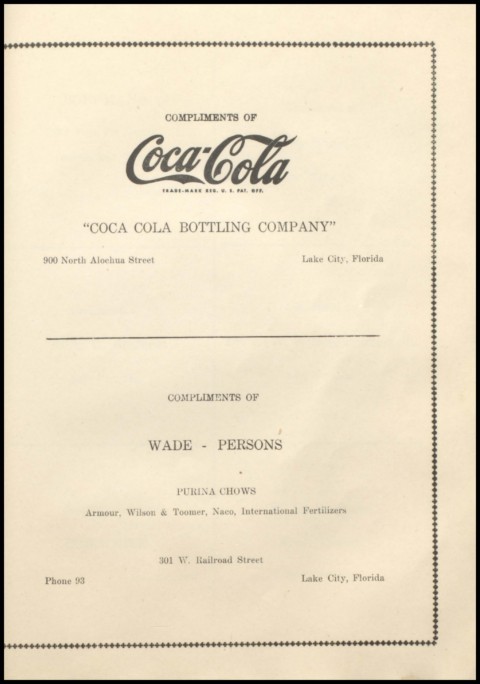 COMPLIMENTS OF
Coca-Cola
TRADE-MARK REG. U. S. PAT. OFF.
"COCA COLA BOTTLING COMPANY"
900 North Alochua Street Lake City, Florida
COMPLIMENTS OF
WADE - PERSONS
PURINA CHOWS
Armour, Wilson & Toomer, Naco, International Fertilizers
301 W. Railroad Street
Phone 93 Lake City, Florida